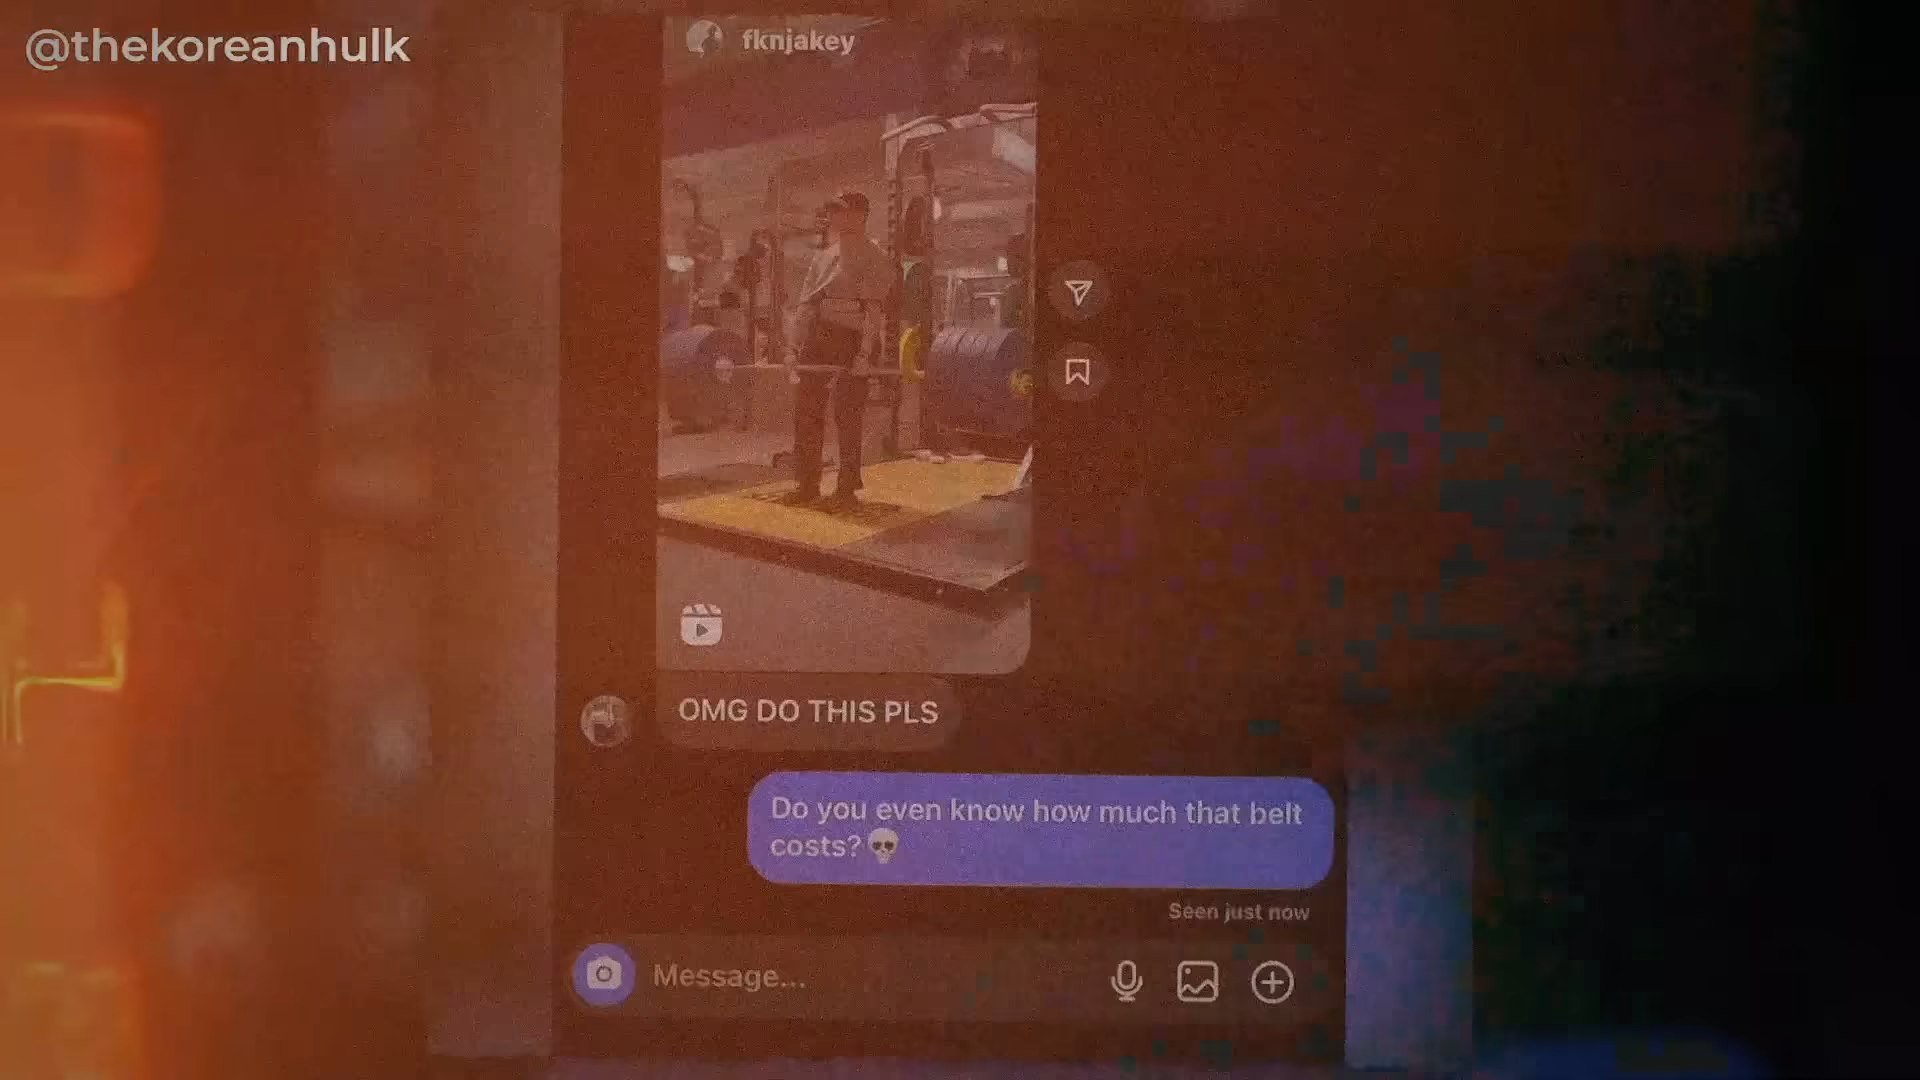 @thekoreanhulk
fknjakey
OMG DO THIS PLS
Do you even know how much that belt
costs?💀
Seen just now
Message...